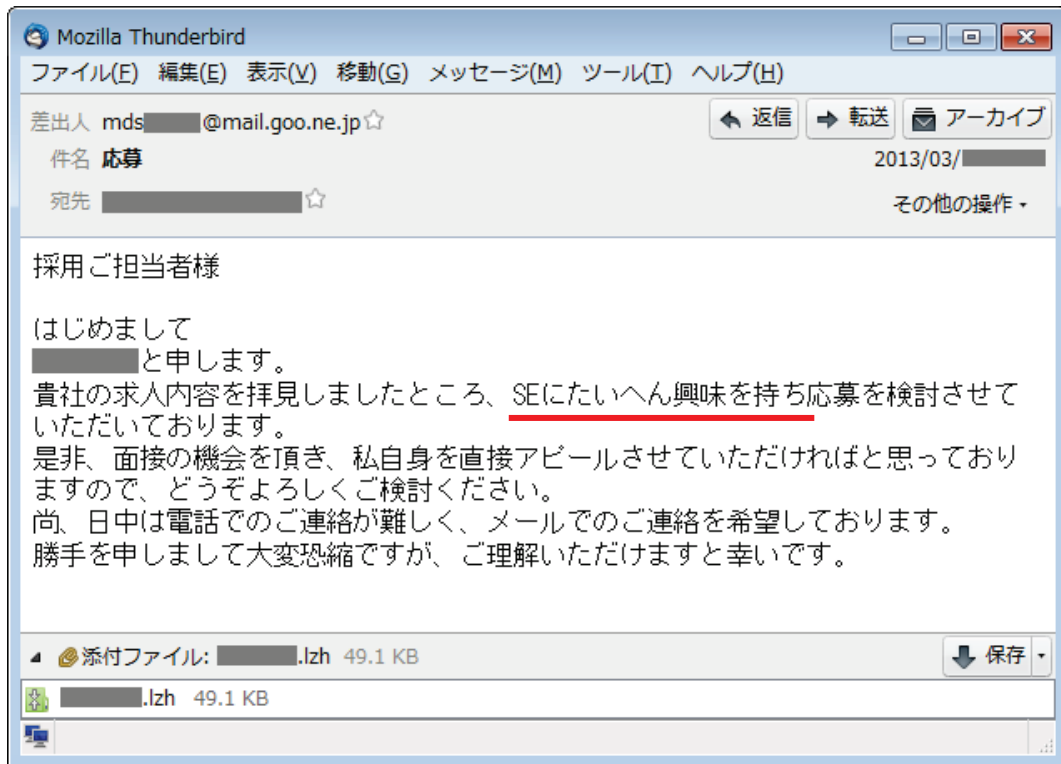 Mozilla Thunderbird
ファイル(F) 編集(E) 表示(V) 移動(G) メッセージ(M) ツール(T) ヘルプ(H)
差出人 mds @mail.goo.ne.jp
返信 転送 アーカイブ
件名 応募
2013/03/
宛先
その他の操作
採用ご担当者様
はじめまして
と申します。
貴社の求人内容を拝見しましたところ、SEにたいへん興味を持ち応募を検討させて
いただいております。
是非、面接の機会を頂き、私自身を直接アピールさせていただければと思っており
ますので、どうぞよろしくご検討ください。
尚、日中は電話でのご連絡が難しく、メールでのご連絡を希望しております。
勝手を申しまして大変恐縮ですが、ご理解いただけますと幸いです。
添付ファイル: .lzh 49.1 KB
保存
.lzh 49.1 KB